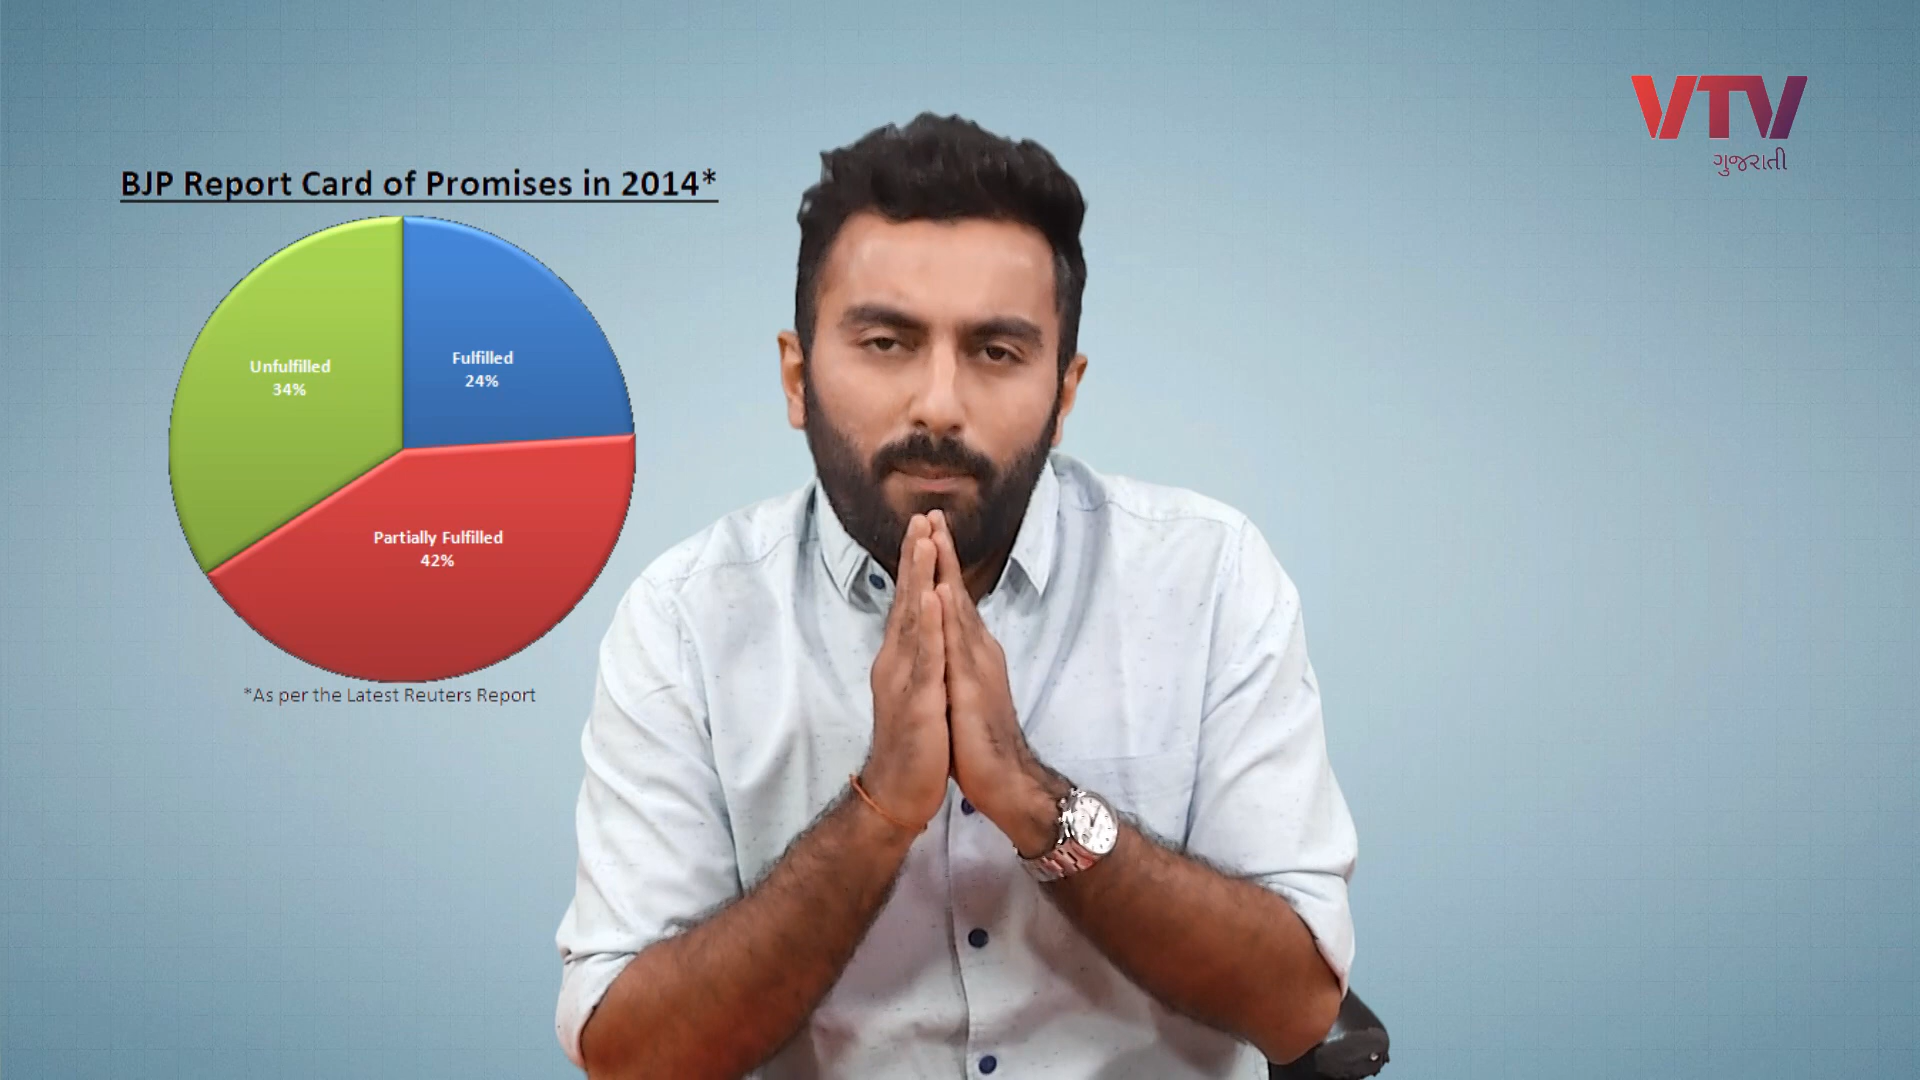 VTV
ગુજરાતી
BJP Report Card of Promises in 2014*
Unfulfilled
34%
Fulfilled
24%
Partially Fulfilled
42%
*As per the Latest Reuters Report